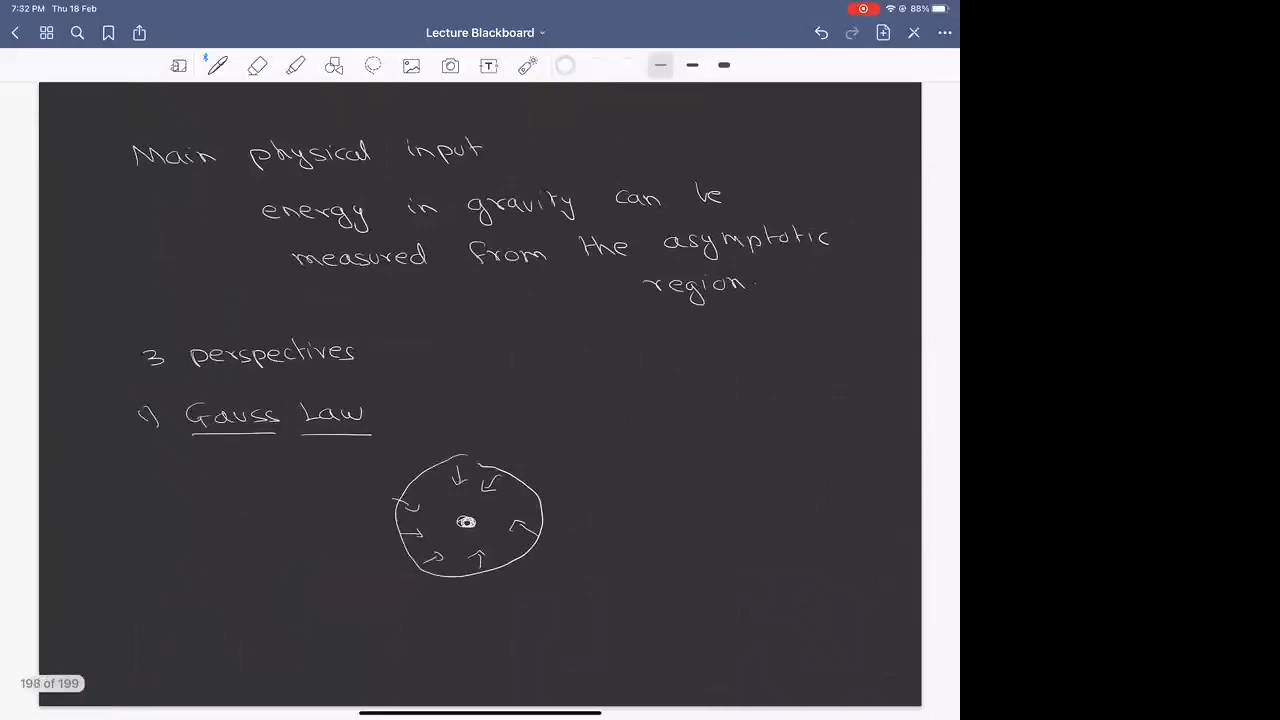 7:32 PM Thu 18 Feb
88%
Lecture Blackboard
Main physical input
energy in gravity can be
measured from the asymptotic
region.
3 perspectives
1) Gauss Law
198 of 199